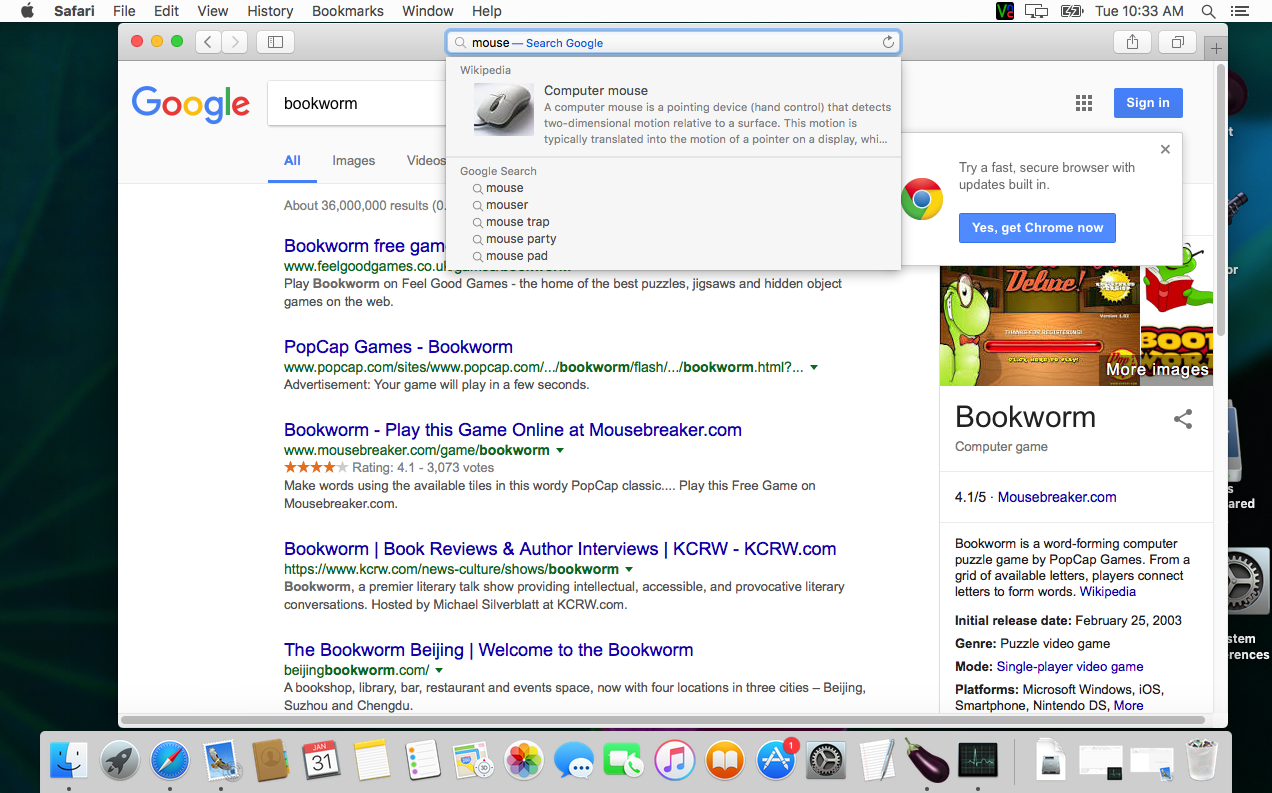 Safari File Edit View History Bookmarks Window Help
Tue 10:33 AM
mouse — Search Google
Wikipedia
Computer mouse
A computer mouse is a pointing device (hand control) that detects
two-dimensional motion relative to a surface. This motion is
typically translated into the motion of a pointer on a display, whi...
Google Search
mouse
mouser
mouse trap
mouse party
mouse pad
Google
bookworm
Sign in
All Images Videos
Try a fast, secure browser with
updates built in.
Yes, get Chrome now
About 36,000,000 results (0.
Bookworm free gam
www.feelgoodgames.co.uk
Play Bookworm on Feel Good Games - the home of the best puzzles, jigsaws and hidden object
games on the web.
PopCap Games - Bookworm
www.popcap.com/sites/www.popcap.com/.../bookworm/flash/.../bookworm.html?...
Advertisement: Your game will play in a few seconds.
Bookworm - Play this Game Online at Mousebreaker.com
www.mousebreaker.com/game/bookworm
Rating: 4.1 - 3,073 votes
Make words using the available tiles in this wordy PopCap classic.... Play this Free Game on
Mousebreaker.com.
Bookworm | Book Reviews & Author Interviews | KCRW - KCRW.com
https://www.kcrw.com/news-culture/shows/bookworm
Bookworm, a premier literary talk show providing intellectual, accessible, and provocative literary
conversations. Hosted by Michael Silverblatt at KCRW.com.
The Bookworm Beijing | Welcome to the Bookworm
beijingbookworm.com/
A bookshop, library, bar, restaurant and events space, now with four locations in three cities – Beijing,
Suzhou and Chengdu.
Deluxe!
THANKS FOR REGISTERING!
CLICK HERE TO PLAY!
More images
Bookworm
Computer game
4.1/5 · Mousebreaker.com
Bookworm is a word-forming computer
puzzle game by PopCap Games. From a
grid of available letters, players connect
letters to form words. Wikipedia
Initial release date: February 25, 2003
Genre: Puzzle video game
Mode: Single-player video game
Platforms: Microsoft Windows, iOS,
Smartphone, Nintendo DS, More
t
or
s
ared
stem
rences
JAN
31
1